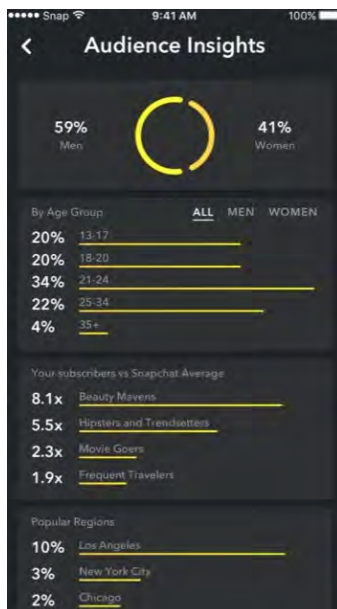 Snap 9:41 AM 100%
Audience Insights
59% 41%
Men Women
By Age Group ALL MEN WOMEN
20% 13-17
20% 18-20
34% 21-24
22% 25-34
4% 35+
Your subscribers vs Snapchat Average
8.1x Beauty Mavens
5.5x Hipsters and Trendsetters
2.3x Movie Goers
1.9x Frequent Travelers
Popular Regions
10% Los Angeles
3% New York City
2% Chicago